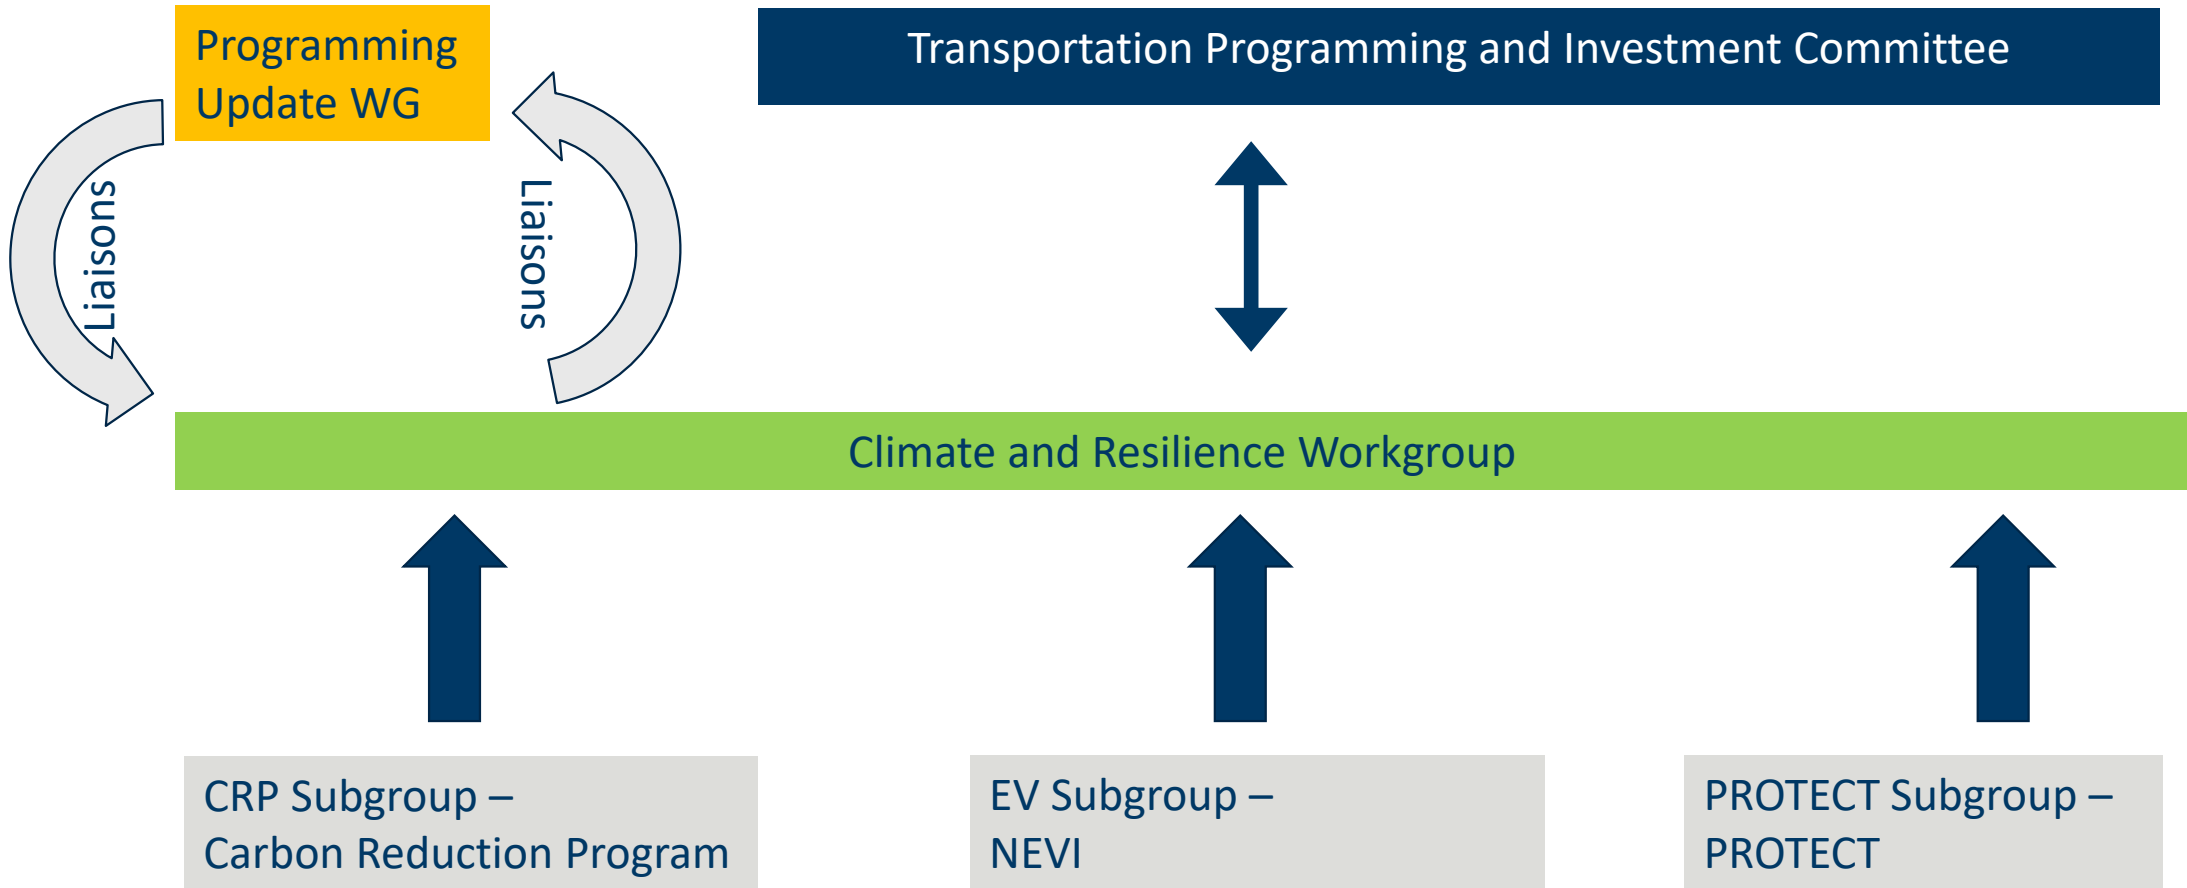 Programming
Update WG
Transportation Programming and Investment Committee
Liaisons
Liaisons
Climate and Resilience Workgroup
CRP Subgroup –
Carbon Reduction Program
EV Subgroup –
NEVI
PROTECT Subgroup –
PROTECT